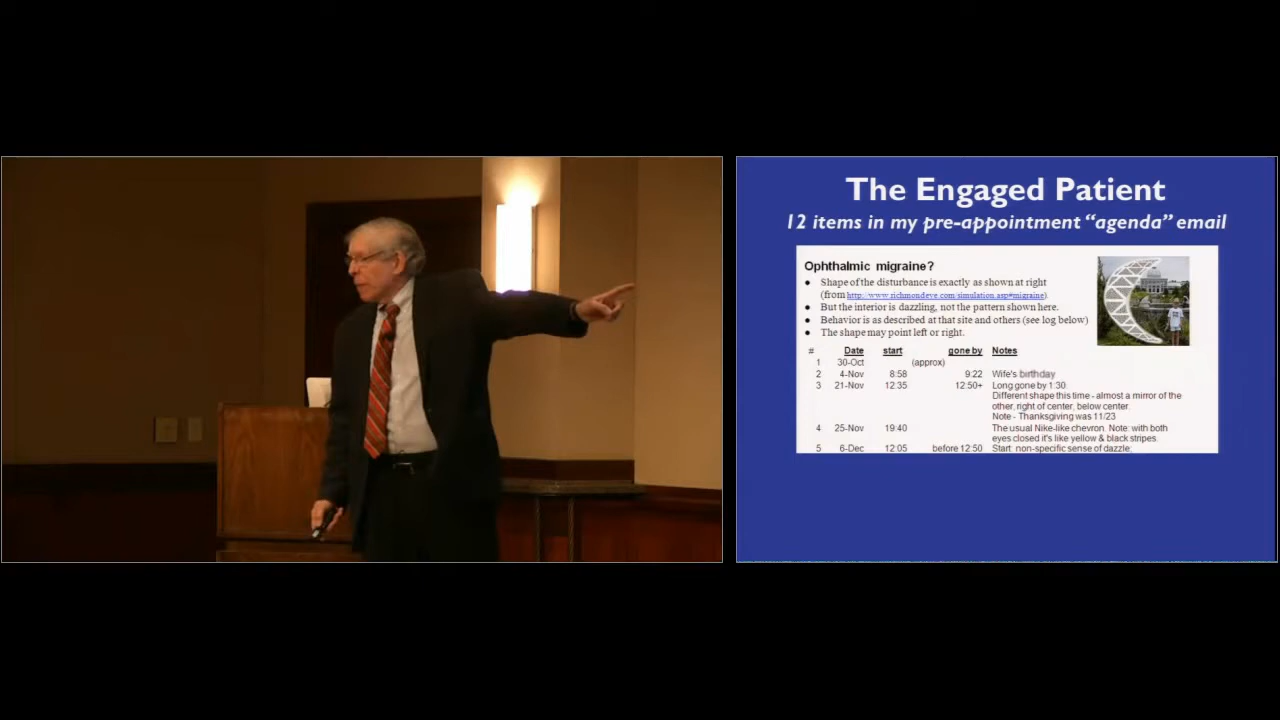 The Engaged Patient
12 items in my pre-appointment “agenda” email
Ophthalmic migraine?
● Shape of the disturbance is exactly as shown at right
(from http://www.richmondeye.com/simulation.asp#migraine).
● But the interior is dazzling, not the pattern shown here.
● Behavior is as described at that site and others (see log below)
● The shape may point left or right.
# Date start gone by Notes
1 30-Oct (approx)
2 4-Nov 8:58 9:22 Wife's birthday
3 21-Nov 12:35 12:50+ Long gone by 1:30.
Different shape this time - almost a mirror of the
other, right of center, below center.
Note - Thanksgiving was 11/23
4 25-Nov 19:40 The usual Nike-like chevron. Note: with both
eyes closed it's like yellow & black stripes.
5 6-Dec 12:05 before 12:50 Start: non-specific sense of dazzle;